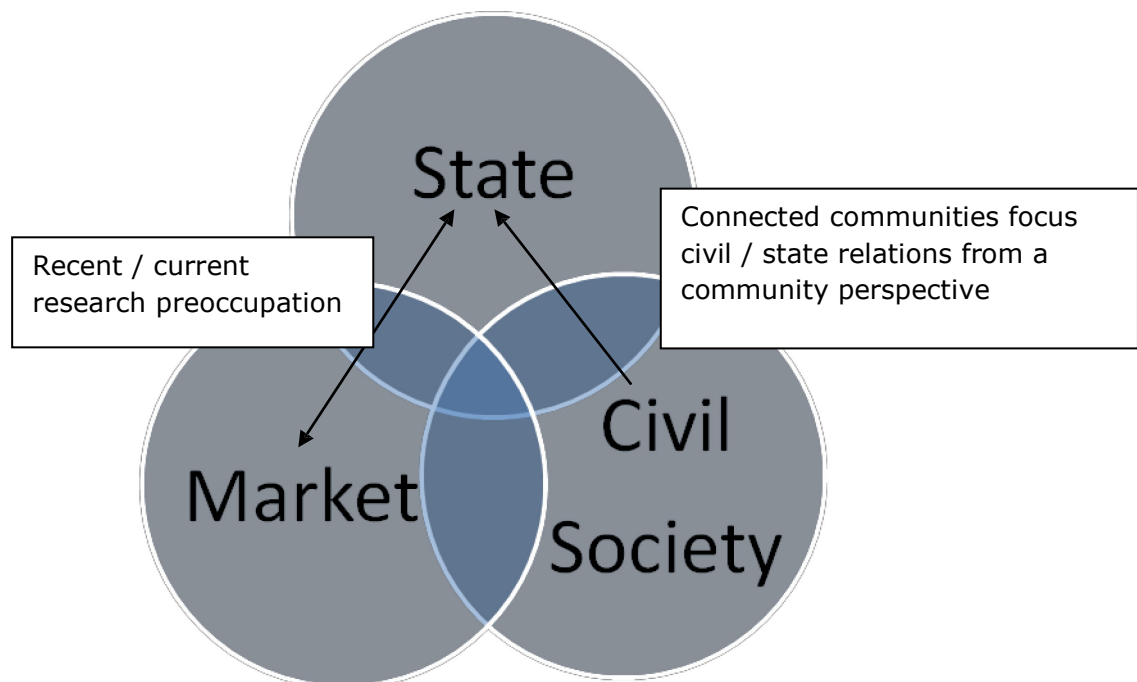 State
Connected communities focus
civil / state relations from a
community perspective
Recent / current
research preoccupation
Civil
Market
Society